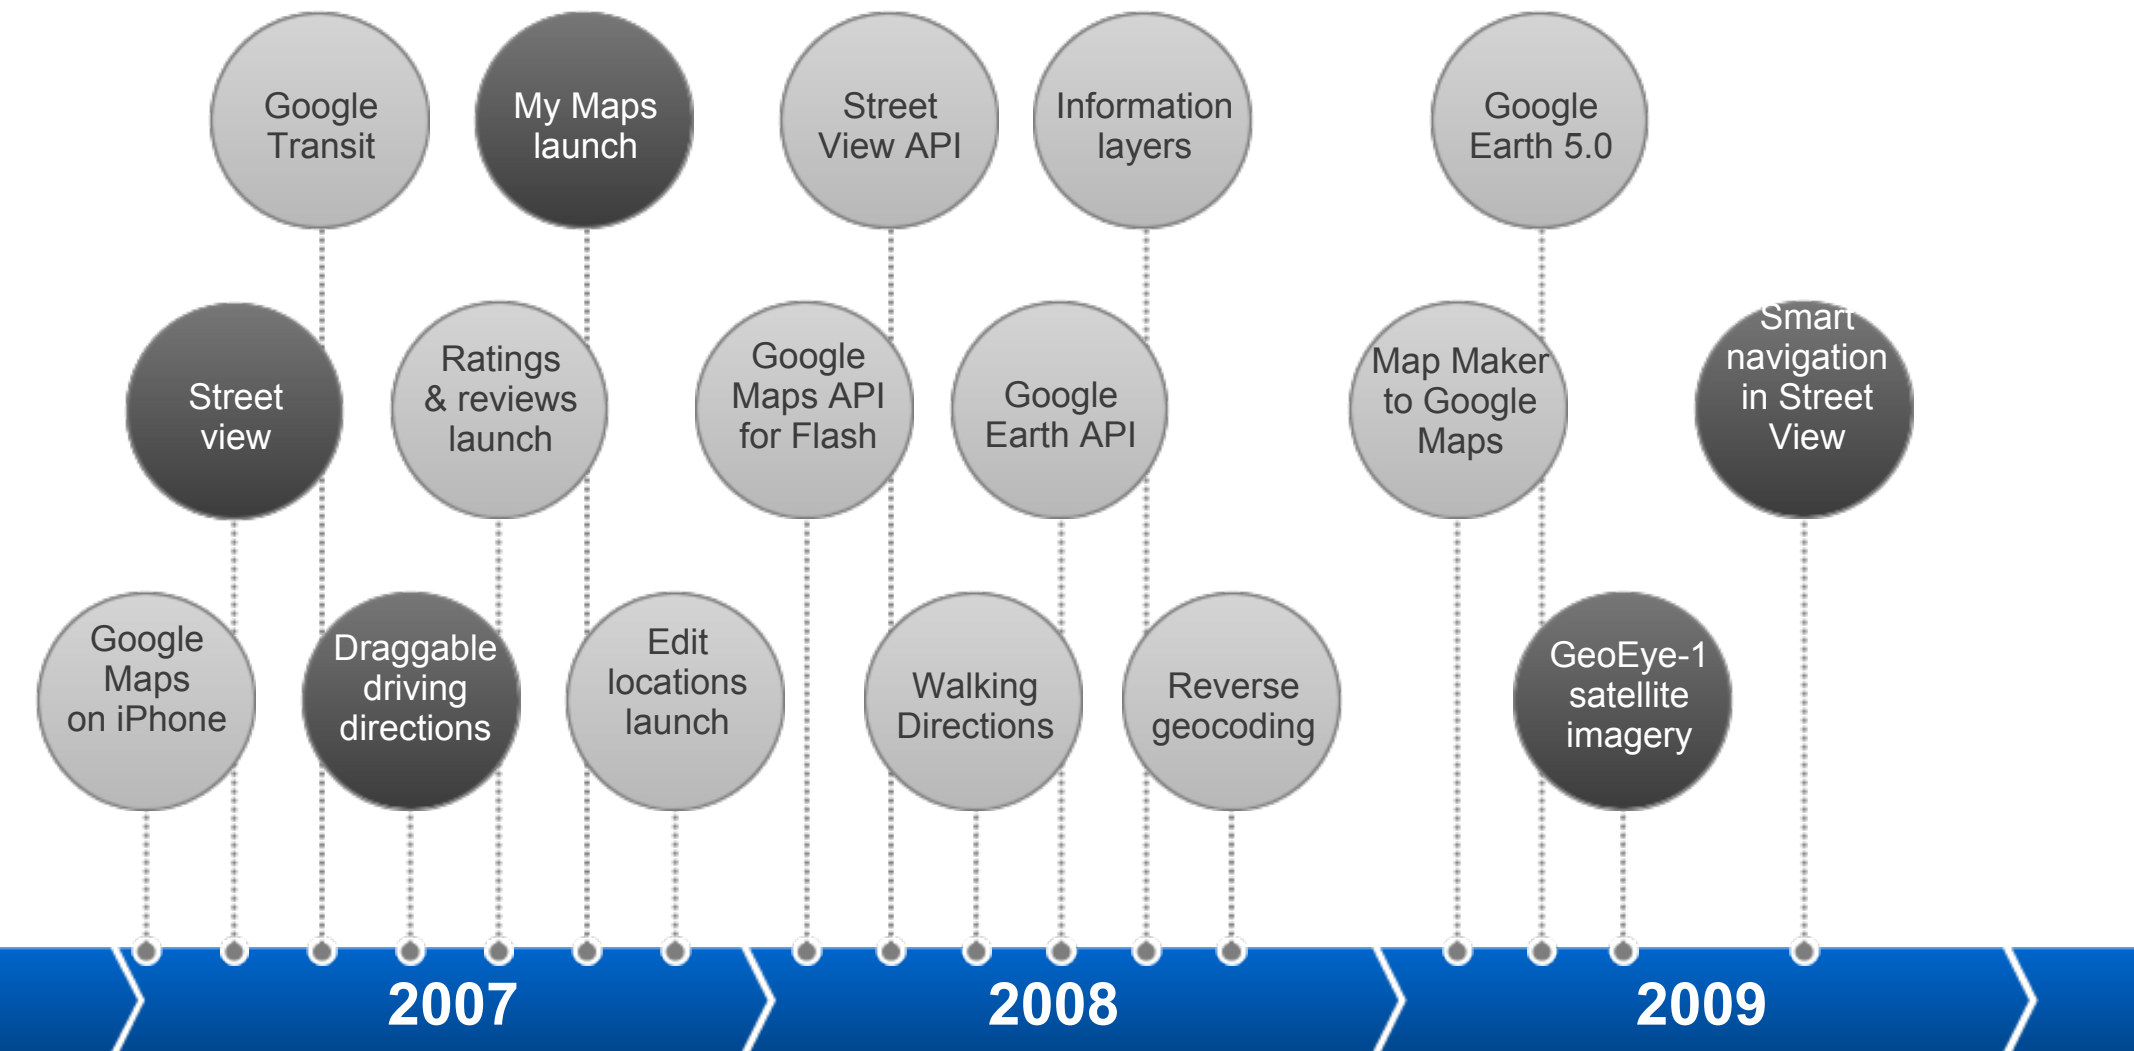 Google
Transit
My Maps
launch
Street
View API
Information
layers
Google
Earth 5.0
Street
view
Ratings
& reviews
launch
Google
Maps API
for Flash
Google
Earth API
Map Maker
to Google
Maps
Smart
navigation
in Street
View
Google
Maps
on iPhone
Draggable
driving
directions
Edit
locations
launch
Walking
Directions
Reverse
geocoding
GeoEye-1
satellite
imagery
2007
2008
2009